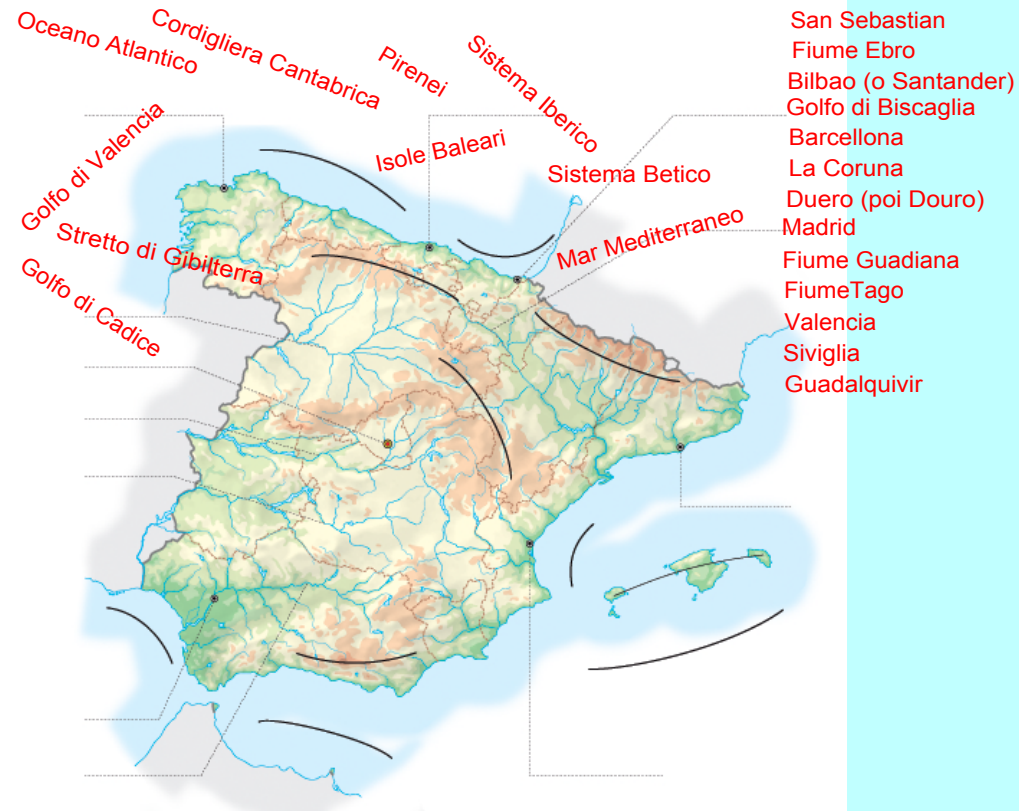 Oceano Atlantico
Cordigliera Cantabrica
Pirenei
Sistema Iberico
Golfo di Valencia
Isole Baleari
Sistema Betico
Stretto di Gibilterra
Mar Mediterraneo
Golfo di Cadice
San Sebastian
Fiume Ebro
Bilbao (o Santander)
Golfo di Biscaglia
Barcellona
La Coruna
Duero (poi Douro)
Madrid
Fiume Guadiana
FiumeTago
Valencia
Siviglia
Guadalquivir